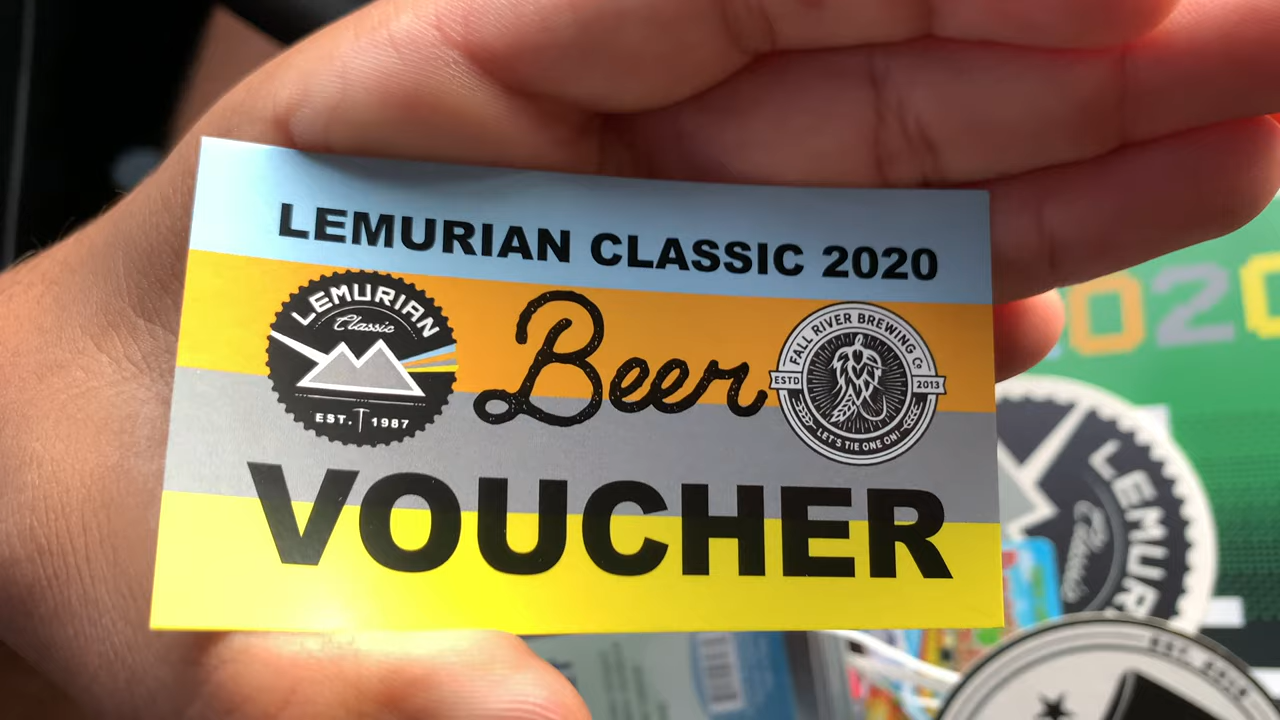 LEMURIAN CLASSIC 2020
LEMURIAN
Classic
EST. 1987
Beer
FALL RIVER BREWING Co
ESTD 2013
LET'S TIE ONE ON!
VOUCHER
2020
LEMUR
Classic